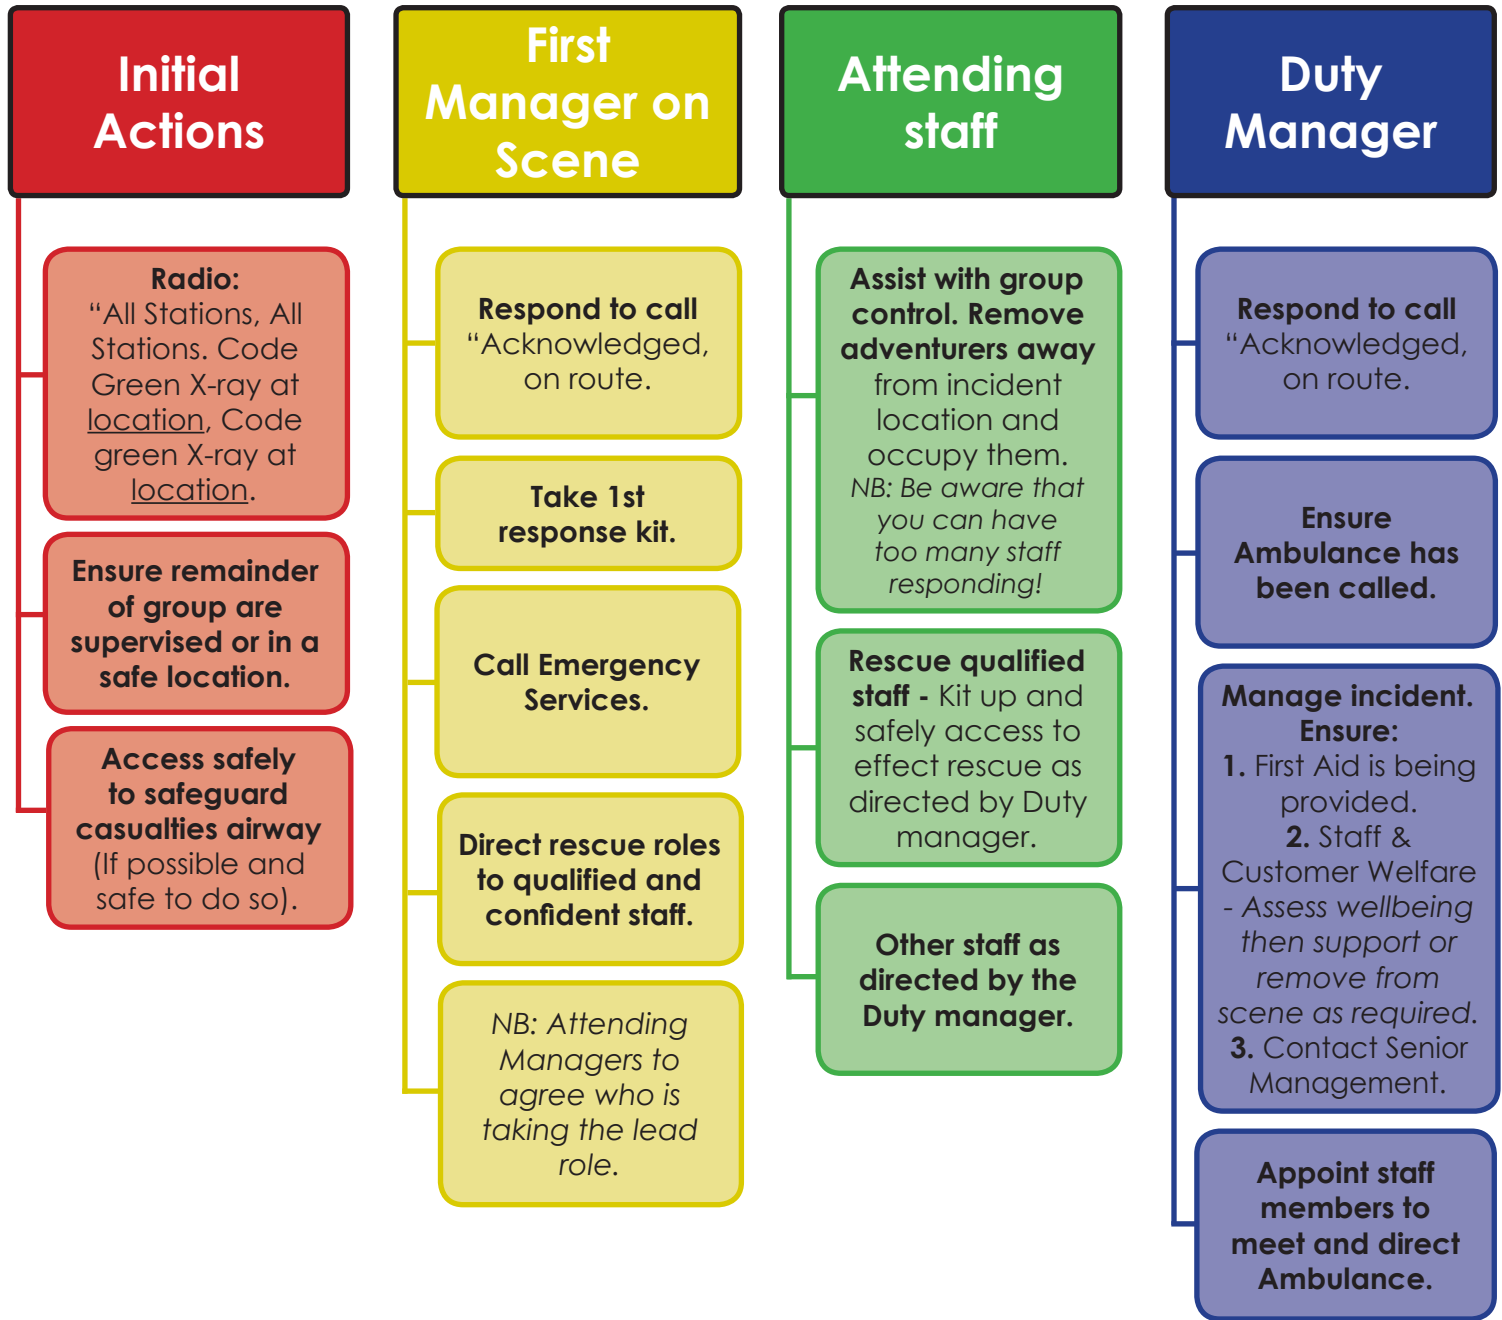 Initial
Actions
Radio:
“All Stations, All
Stations. Code
Green X-ray at
location, Code
green X-ray at
location.
Ensure remainder
of group are
supervised or in a
safe location.
Access safely
to safeguard
casualties airway
(If possible and
safe to do so).
First
Manager on
Scene
Respond to call
“Acknowledged,
on route.
Take 1st
response kit.
Call Emergency
Services.
Direct rescue roles
to qualified and
confident staff.
NB: Attending
Managers to
agree who is
taking the lead
role.
Attending
staff
Assist with group
control. Remove
adventurers away
from incident
location and
occupy them.
NB: Be aware that
you can have
too many staff
responding!
Rescue qualified
staff - Kit up and
safely access to
effect rescue as
directed by Duty
manager.
Other staff as
directed by the
Duty manager.
Duty
Manager
Respond to call
“Acknowledged,
on route.
Ensure
Ambulance has
been called.
Manage incident.
Ensure:
1. First Aid is being
provided.
2. Staff &
Customer Welfare
- Assess wellbeing
then support or
remove from
scene as required.
3. Contact Senior
Management.
Appoint staff
members to
meet and direct
Ambulance.